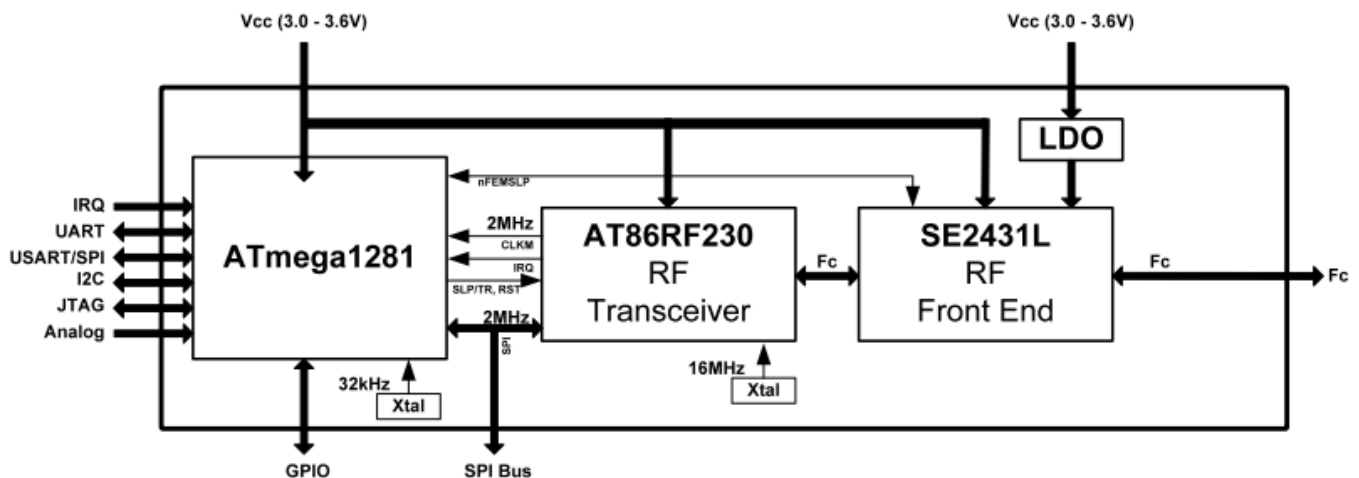 Vcc (3.0 - 3.6V)
Vcc (3.0 - 3.6V)
LDO
nFEMSLP
IRQ
UART
USART/SPI
I2C
JTAG
Analog
ATmega1281
2MHz
CLKM
IRQ
SLP/TR, RST
2MHz
SPI
AT86RF230
RF
Transceiver
Fc
SE2431L
RF
Front End
Fc
Fc
32kHz
Xtal
16MHz
Xtal
GPIO
SPI Bus